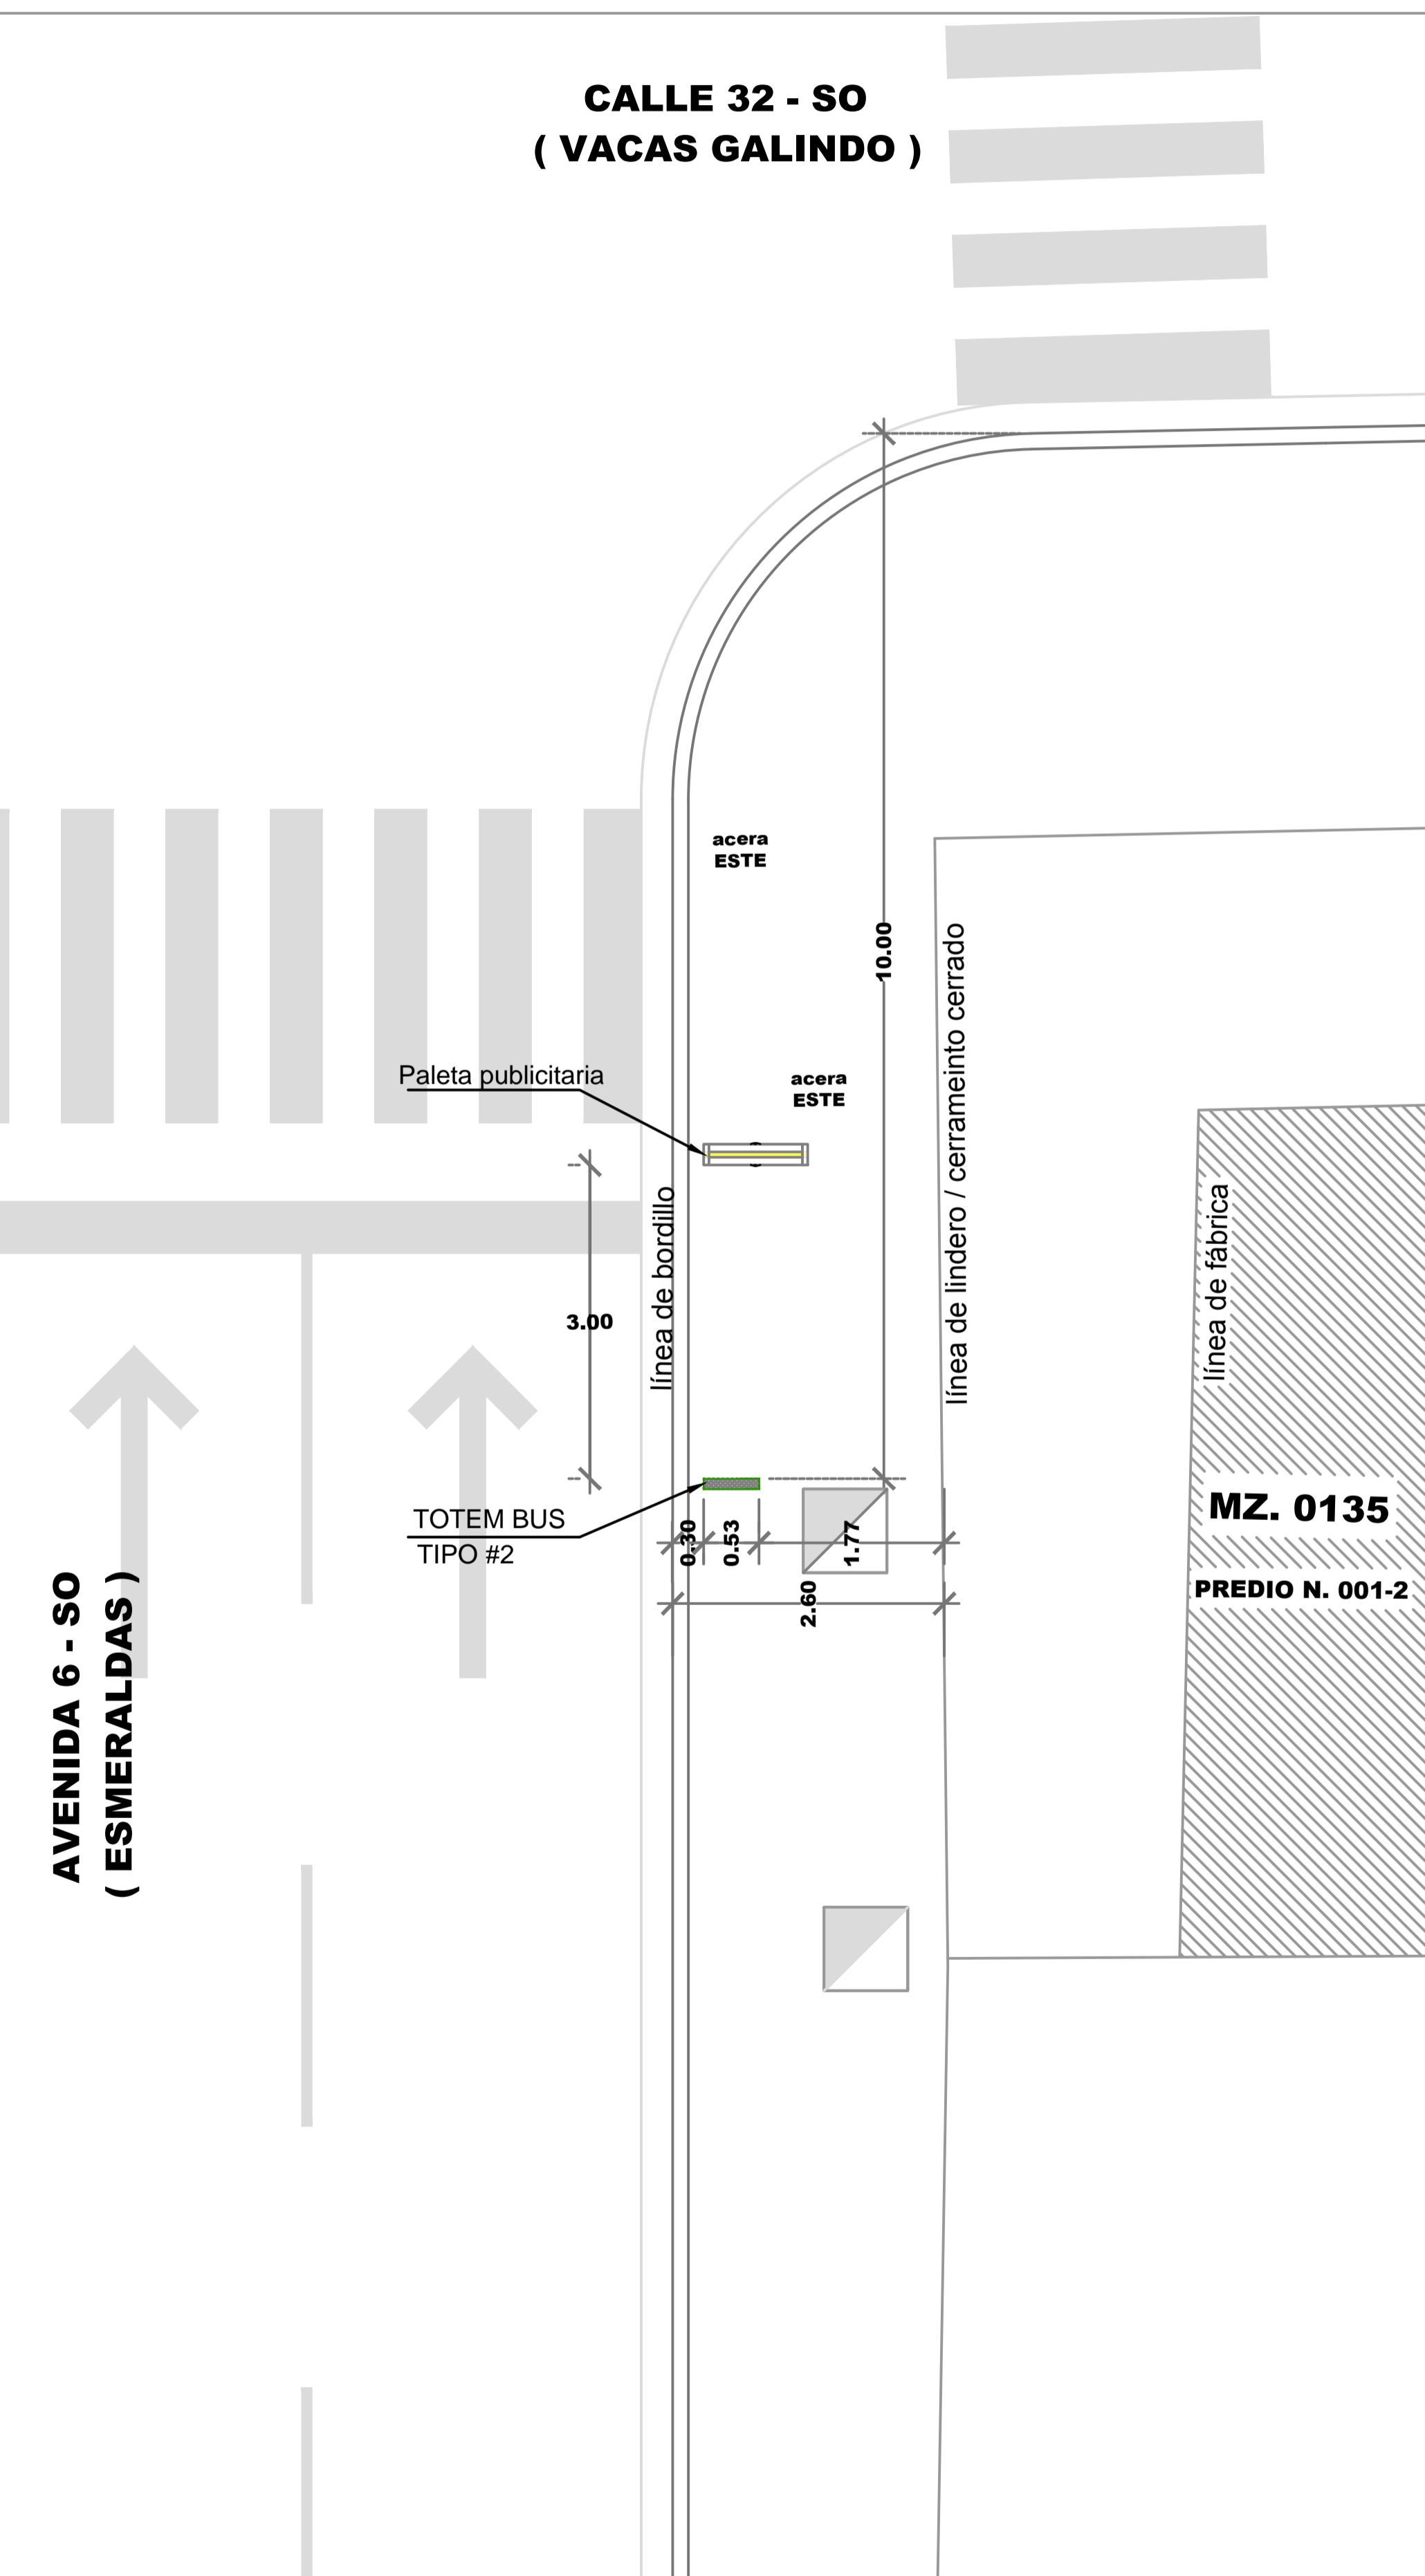 CALLE 32 - SO
( VACAS GALINDO )
acera
ESTE
10.00
línea de lindero / cerrameinto cerrado
Paleta publicitaria
acera
ESTE
línea de bordillo
línea de fábrica
3.00
TOTEM BUS
TIPO #2
0.30
0.53
1.77
2.60
MZ. 0135
PREDIO N. 001-2
AVENIDA 6 - SO
( ESMERALDAS )